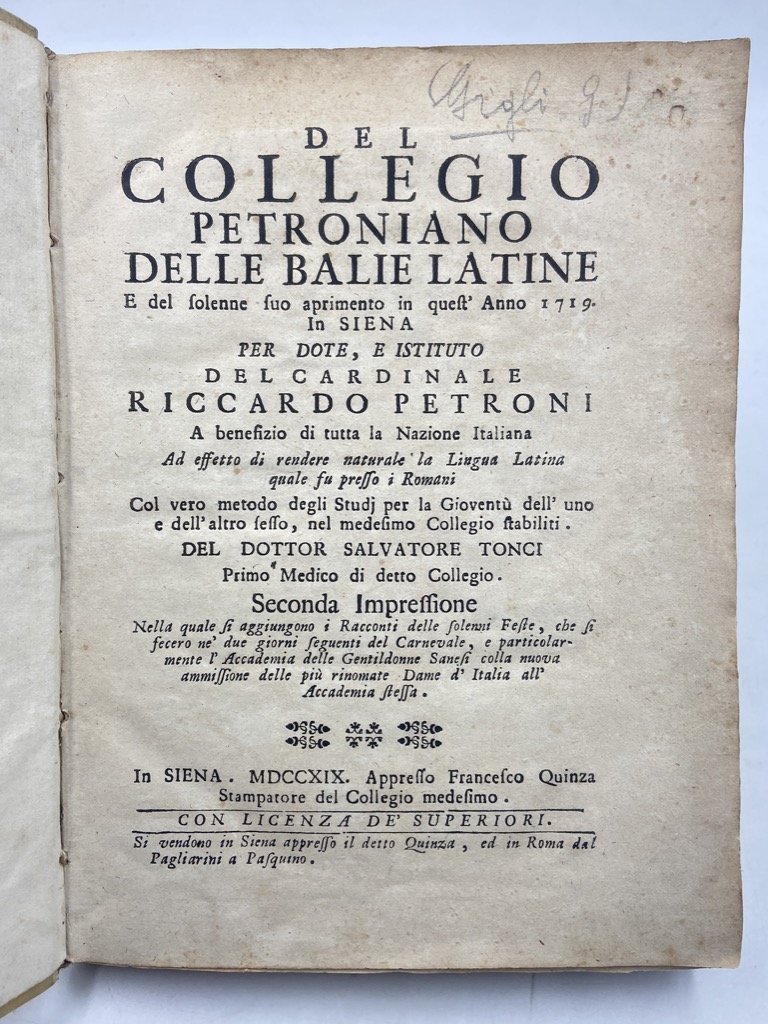 Gigli G.
DEL
COLLEGIO
PETRONIANO
DELLE BALIE LATINE
E del ſolenne ſuo aprimento in queſt' Anno 1719.
In SIENA
PER DOTE, E ISTITUTO
DEL CARDINALE
RICCARDO PETRONI
A benefizio di tutta la Nazione Italiana
Ad effetto di rendere naturale la Lingua Latina
quale fu preſſo i Romani
Col vero metodo degli Studj per la Gioventù dell' uno
e dell' altro ſeſſo, nel medeſimo Collegio ſtabiliti.
DEL DOTTOR SALVATORE TONCI
Primo Medico di detto Collegio.
Seconda Impreſſione
Nella quale ſi aggiungono i Racconti delle ſolenni Feſte, che ſi
fecero ne' due giorni ſeguenti del Carnevale, e particolar-
mente l' Accademia delle Gentildonne Saneſi colla nuova
ammiſſione delle più rinomate Dame d' Italia all'
Accademia ſteſſa.
In SIENA. MDCCXIX. Appreſſo Franceſco Quinza
Stampatore del Collegio medeſimo.
CON LICENZA DE' SUPERIORI.
Si vendono in Siena appreſſo il detto Quinza, ed in Roma dal
Pagliarini a Paſquino.